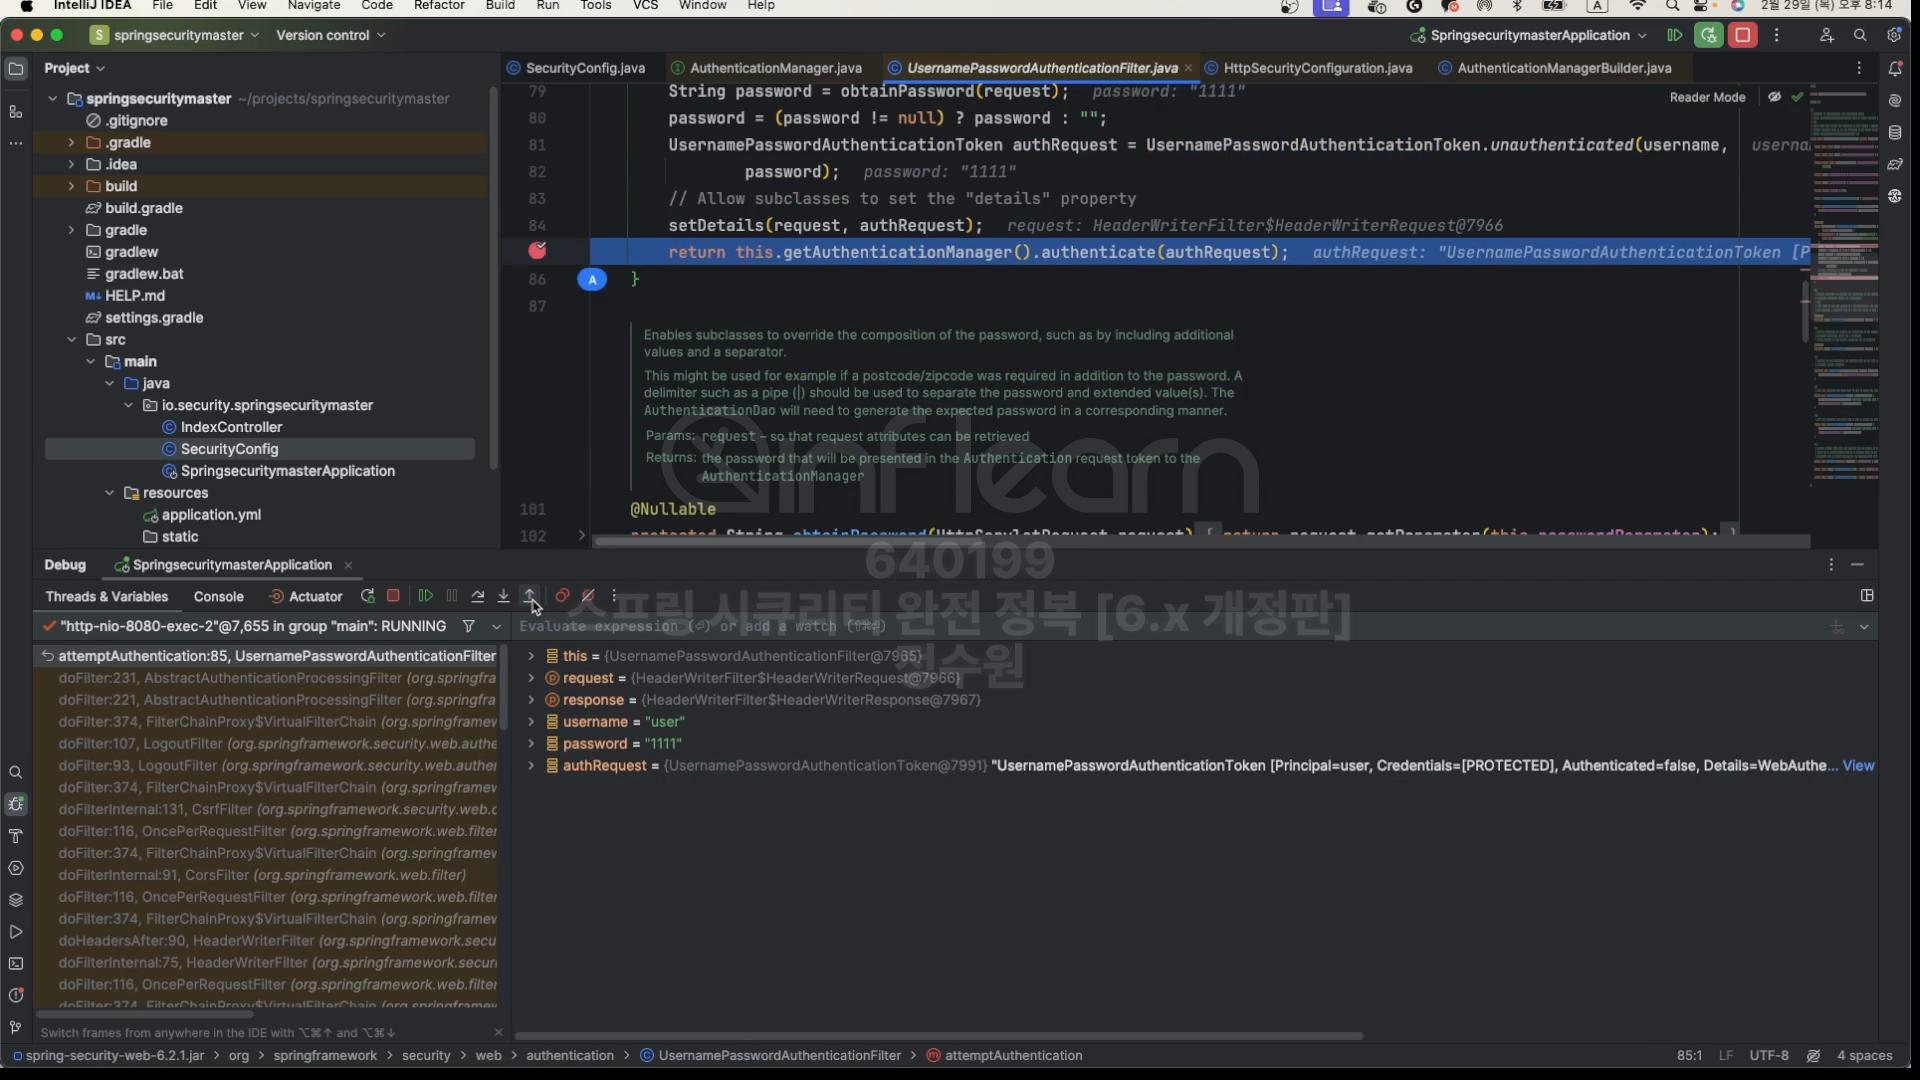 IntelliJ IDEA File Edit View Navigate Code Refactor Build Run Tools VCS Window Help A 2월 29일 (목) 오후 8:14
S springsecuritymaster Version control SpringsecuritymasterApplication
Project
SecurityConfig.java AuthenticationManager.java UsernamePasswordAuthenticationFilter.java HttpSecurityConfiguration.java AuthenticationManagerBuilder.java
Reader Mode
springsecuritymaster ~/projects/springsecuritymaster
.gitignore
.gradle
.idea
build
build.gradle
gradle
gradlew
gradlew.bat
M↓ HELP.md
settings.gradle
src
main
java
io.security.springsecuritymaster
IndexController
SecurityConfig
SpringsecuritymasterApplication
resources
application.yml
static
79 String password = obtainPassword(request); password: "1111"
80 password = (password != null) ? password : "";
81 UsernamePasswordAuthenticationToken authRequest = UsernamePasswordAuthenticationToken.unauthenticated(username, userna
82 password); password: "1111"
83 // Allow subclasses to set the "details" property
84 setDetails(request, authRequest); request: HeaderWriterFilter$HeaderWriterRequest@7966
return this.getAuthenticationManager().authenticate(authRequest); authRequest: "UsernamePasswordAuthenticationToken [P
86 A }
87
Enables subclasses to override the composition of the password, such as by including additional
values and a separator.
This might be used for example if a postcode/zipcode was required in addition to the password. A
delimiter such as a pipe (|) should be used to separate the password and extended value(s). The
AuthenticationDao will need to generate the expected password in a corresponding manner.
Params: request – so that request attributes can be retrieved
Returns: the password that will be presented in the Authentication request token to the
AuthenticationManager
101 @Nullable
102 protected String obtainPassword(HttpServletRequest request) { return request.getParameter(this.passwordParameter); }
inflearn
640199
스프링 시큐리티 완전 정복 [6.x 개정판]
정수원
Debug SpringsecuritymasterApplication
Threads & Variables Console Actuator
"http-nio-8080-exec-2"@7,655 in group "main": RUNNING
Evaluate expression (⏎) or add a watch (⇧⌘⏎)
attemptAuthentication:85, UsernamePasswordAuthenticationFilter
doFilter:231, AbstractAuthenticationProcessingFilter (org.springfra
doFilter:221, AbstractAuthenticationProcessingFilter (org.springfra
doFilter:374, FilterChainProxy$VirtualFilterChain (org.springframew
doFilter:107, LogoutFilter (org.springframework.security.web.authe
doFilter:93, LogoutFilter (org.springframework.security.web.auther
doFilter:374, FilterChainProxy$VirtualFilterChain (org.springframew
doFilterInternal:131, CsrfFilter (org.springframework.security.web.c
doFilter:116, OncePerRequestFilter (org.springframework.web.filter
doFilter:374, FilterChainProxy$VirtualFilterChain (org.springframew
doFilterInternal:91, CorsFilter (org.springframework.web.filter)
doFilter:116, OncePerRequestFilter (org.springframework.web.filter
doFilter:374, FilterChainProxy$VirtualFilterChain (org.springframew
doHeadersAfter:90, HeaderWriterFilter (org.springframework.secu
doFilterInternal:75, HeaderWriterFilter (org.springframework.secu
doFilter:116, OncePerRequestFilter (org.springframework.web.filter
doFilter:374, FilterChainProxy$VirtualFilterChain (org.springframew
this = {UsernamePasswordAuthenticationFilter@7965}
request = {HeaderWriterFilter$HeaderWriterRequest@7966}
response = {HeaderWriterFilter$HeaderWriterResponse@7967}
username = "user"
password = "1111"
authRequest = {UsernamePasswordAuthenticationToken@7991} "UsernamePasswordAuthenticationToken [Principal=user, Credentials=[PROTECTED], Authenticated=false, Details=WebAuthe... View
Switch frames from anywhere in the IDE with ⌥⌘↑ and ⌥⌘↓
spring-security-web-6.2.1.jar > org > springframework > security > web > authentication > UsernamePasswordAuthenticationFilter > attemptAuthentication 85:1 LF UTF-8 4 spaces